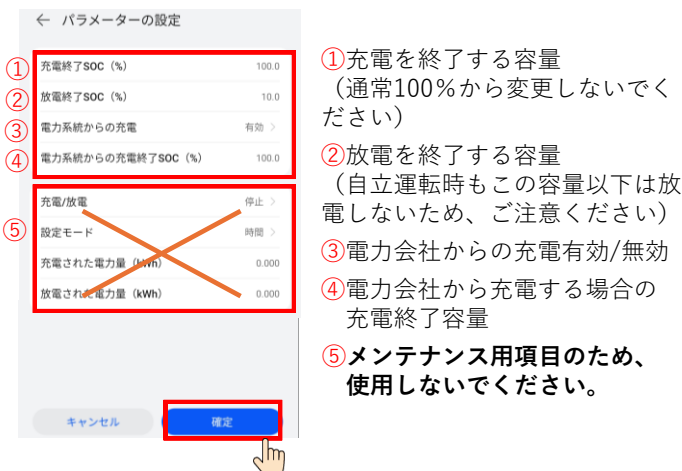 ← パラメーターの設定
① 充電終了SOC（%） 100.0
② 放電終了SOC（%） 10.0
③ 電力系統からの充電 有効 >
④ 電力系統からの充電終了SOC（%） 100.0
⑤
充電/放電 停止 >
設定モード 時間 >
充電された電力量（kWh） 0.000
放電された電力量（kWh） 0.000
キャンセル 確定
①充電を終了する容量
（通常100％から変更しないでく
ださい）
②放電を終了する容量
（自立運転時もこの容量以下は放
電しないため、ご注意ください）
③電力会社からの充電有効/無効
④電力会社から充電する場合の
充電終了容量
⑤メンテナンス用項目のため、
使用しないでください。